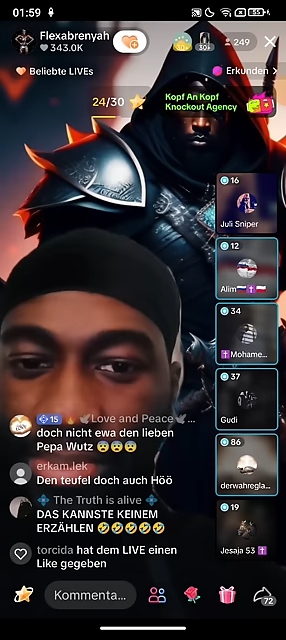 01:59
55
Flexabrenyah
343.0K
30+
249
Beliebte LIVEs
Erkunden
24/30
Kopf An Kopf
Knockout Agency
16
Juli Sniper
12
Alim
34
Mohame...
37
Gudi
86
derwahregla...
19
Jesaja 53
15 Love and Peace ...
doch nicht ewa den lieben
Pepa Wutz 😨😨😨
erkam.lek
Den teufel doch auch Höö
The Truth is alive
DAS KANNSTE KEINEM
ERZÄHLEN 🤣🤣🤣🤣🤣
torcida hat dem LIVE einen
Like gegeben
Kommenta...
72